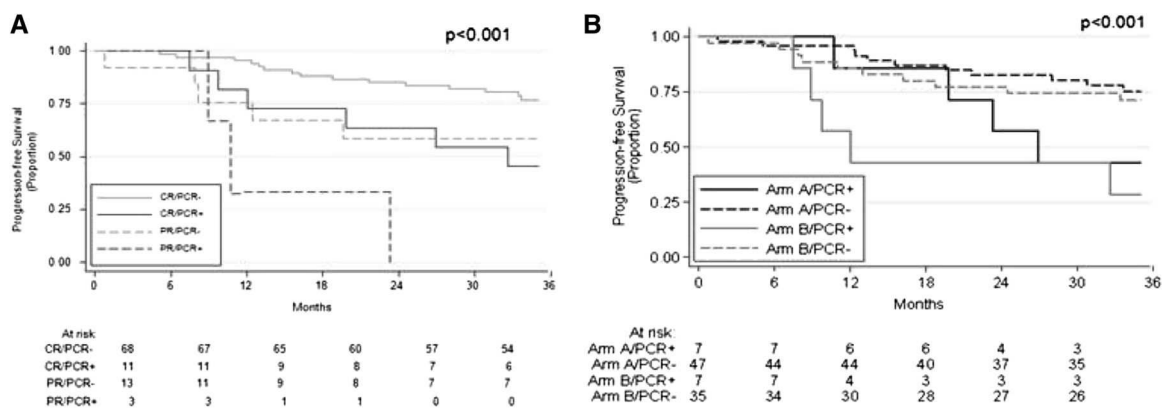 A
p<0.001
1.00
0.75
0.50
0.25
0.00
Progression-free Survival
(Proportion)
CR/PCR-
CR/PCR+
PR/PCR-
PR/PCR+
0 6 12 18 24 30 36
Months
At risk:
CR/PCR- 68 67 65 60 57 54
CR/PCR+ 11 11 9 8 7 6
PR/PCR- 13 11 9 8 7 7
PR/PCR+ 3 3 1 1 0 0
B
p<0.001
1.00
0.75
0.50
0.25
0.00
Progression-free Survival
(Proportion)
Arm A/PCR+
Arm A/PCR-
Arm B/PCR+
Arm B/PCR-
0 6 12 18 24 30 36
Months
At risk:
Arm A/PCR+ 7 7 6 6 4 3
Arm A/PCR- 47 44 44 40 37 35
Arm B/PCR+ 7 7 4 3 3 3
Arm B/PCR- 35 34 30 28 27 26